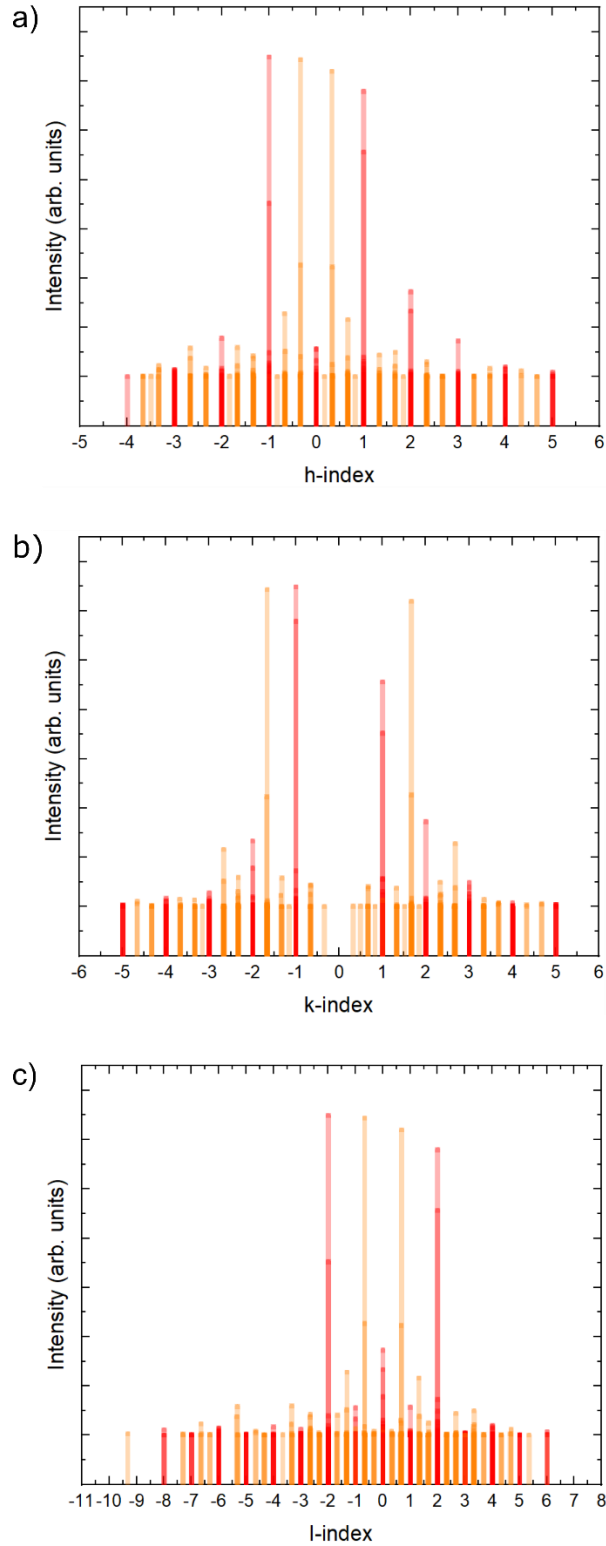 a)
Intensity (arb. units)
-5 -4 -3 -2 -1 0 1 2 3 4 5 6
h-index
b)
Intensity (arb. units)
-6 -5 -4 -3 -2 -1 0 1 2 3 4 5 6
k-index
c)
Intensity (arb. units)
-11 -10 -9 -8 -7 -6 -5 -4 -3 -2 -1 0 1 2 3 4 5 6 7 8
l-index